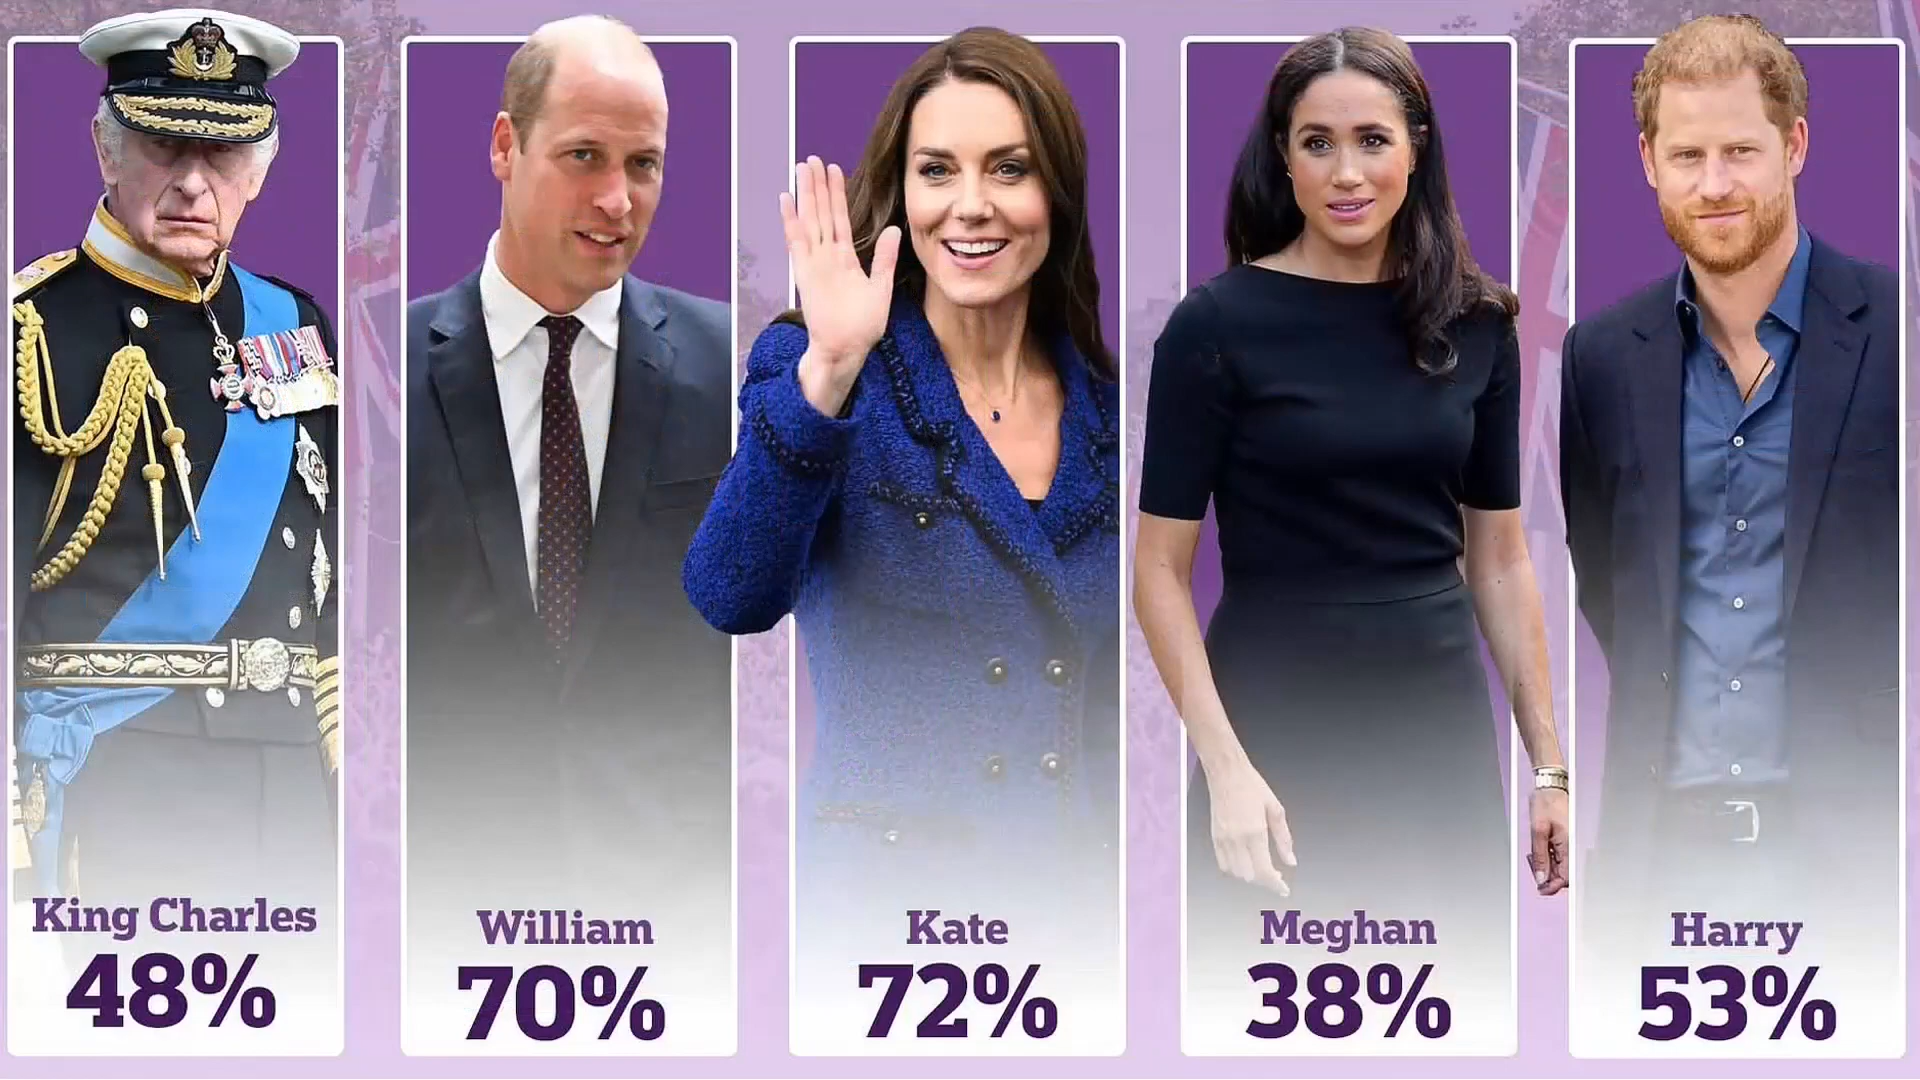 King Charles
48%
William
70%
Kate
72%
Meghan
38%
Harry
53%